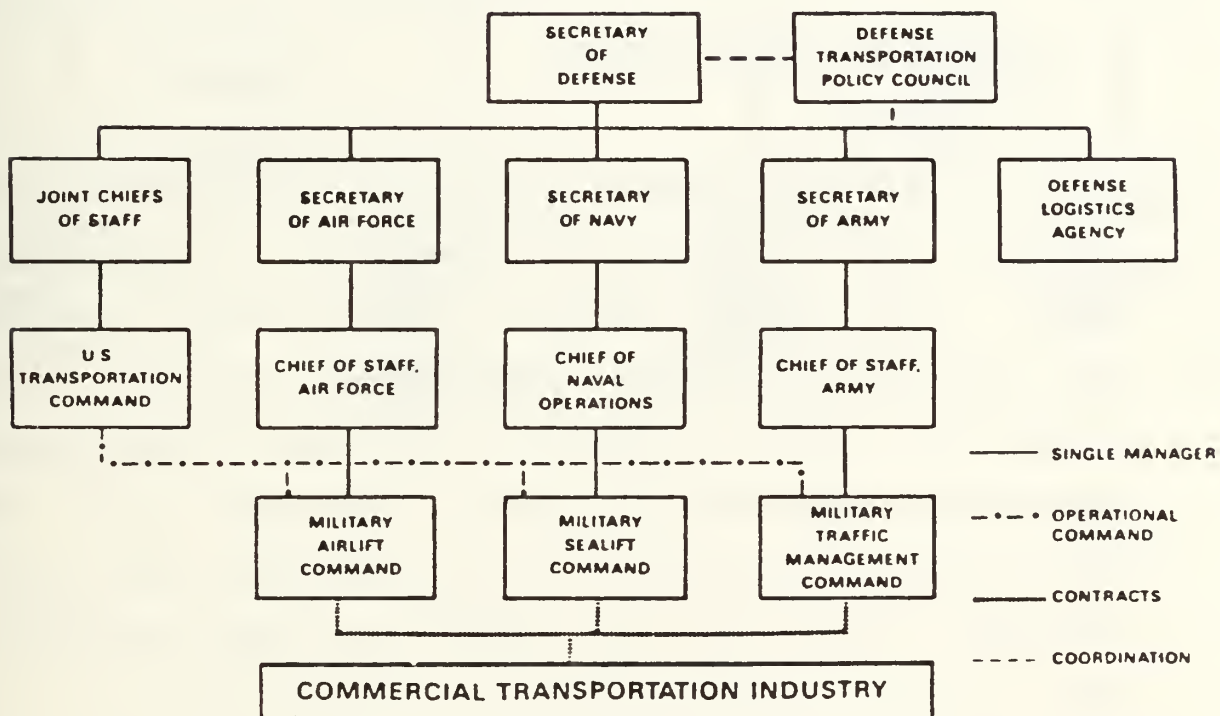 SECRETARY
OF
DEFENSE
DEFENSE
TRANSPORTATION
POLICY COUNCIL
JOINT CHIEFS
OF STAFF
SECRETARY
OF AIR FORCE
SECRETARY
OF NAVY
SECRETARY
OF ARMY
DEFENSE
LOGISTICS
AGENCY
U S
TRANSPORTATION
COMMAND
CHIEF OF STAFF,
AIR FORCE
CHIEF OF
NAVAL
OPERATIONS
CHIEF OF STAFF,
ARMY
MILITARY
AIRLIFT
COMMAND
MILITARY
SEALIFT
COMMAND
MILITARY
TRAFFIC
MANAGEMENT
COMMAND
SINGLE MANAGER
OPERATIONAL
COMMAND
CONTRACTS
COORDINATION
COMMERCIAL TRANSPORTATION INDUSTRY